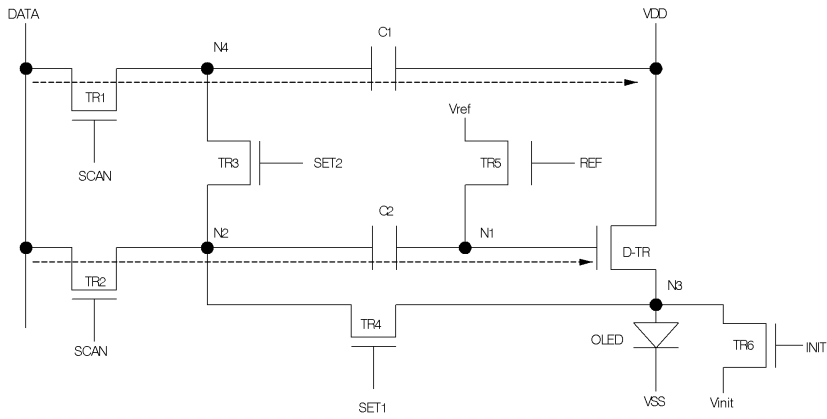 DATA
VDD
C1
N4
TR1
Vref
SCAN
TR3
SET2
TR5
REF
C2
N2
N1
D-TR
TR2
N3
TR4
OLED
TR6
INIT
SCAN
SET1
VSS
Vinit